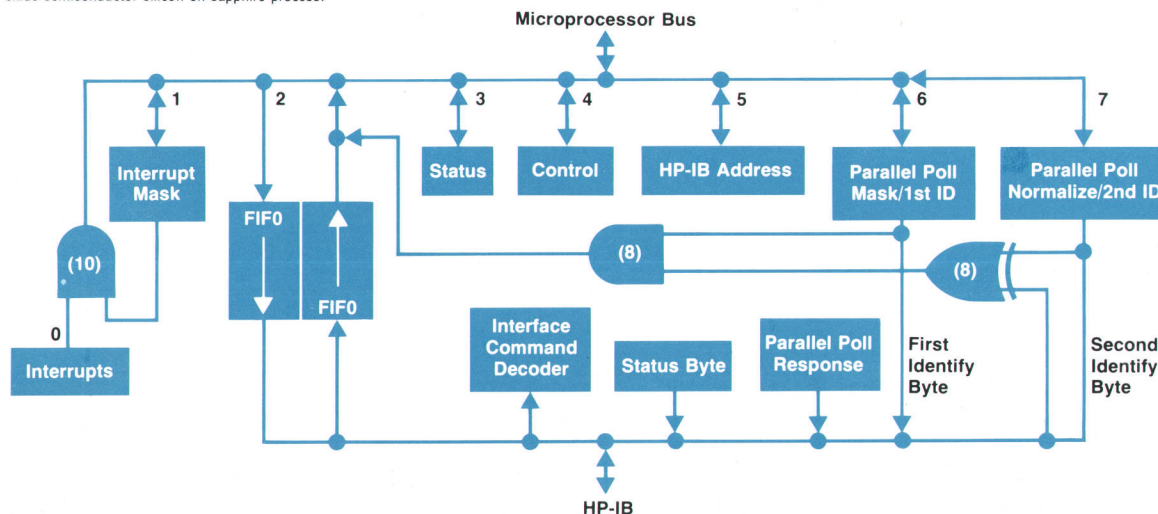 Microprocessor Bus
1
2
3
4
5
6
7
Interrupt
Mask
Status
Control
HP-IB Address
Parallel Poll
Mask/1st ID
Parallel Poll
Normalize/2nd ID
FIFO
FIFO
(10)
(8)
(8)
0
Interrupts
Interface
Command
Decoder
Status Byte
Parallel Poll
Response
First
Identify
Byte
Second
Identify
Byte
HP-IB